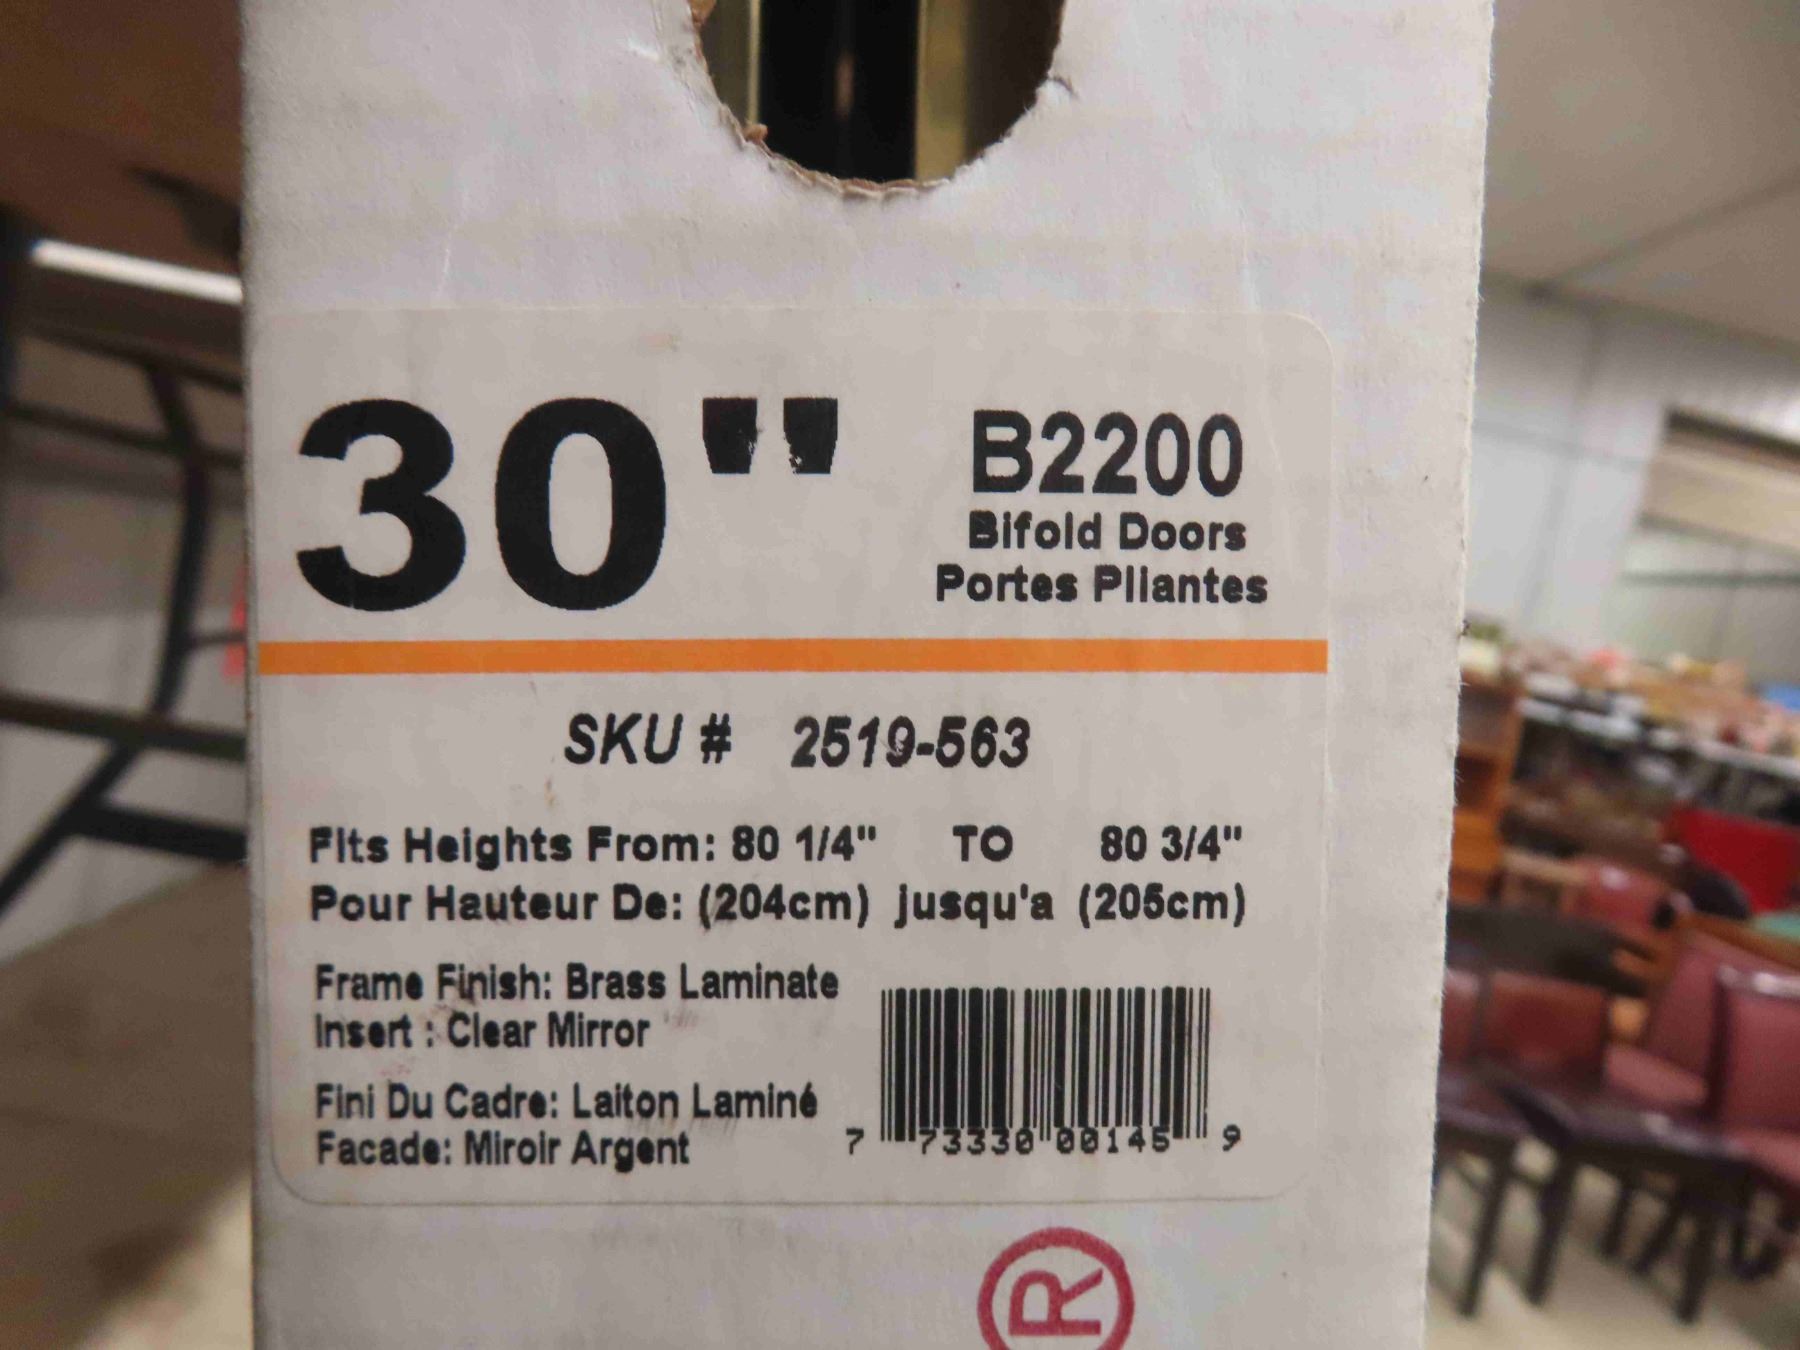 30" B2200
Bifold Doors
Portes Pliantes
SKU # 2519-563
Fits Heights From: 80 1/4" TO 80 3/4"
Pour Hauteur De: (204cm) jusqu'a (205cm)
Frame Finish: Brass Laminate
Insert : Clear Mirror
Fini Du Cadre: Laiton Laminé
Facade: Miroir Argent
7 73330 00145 9
®